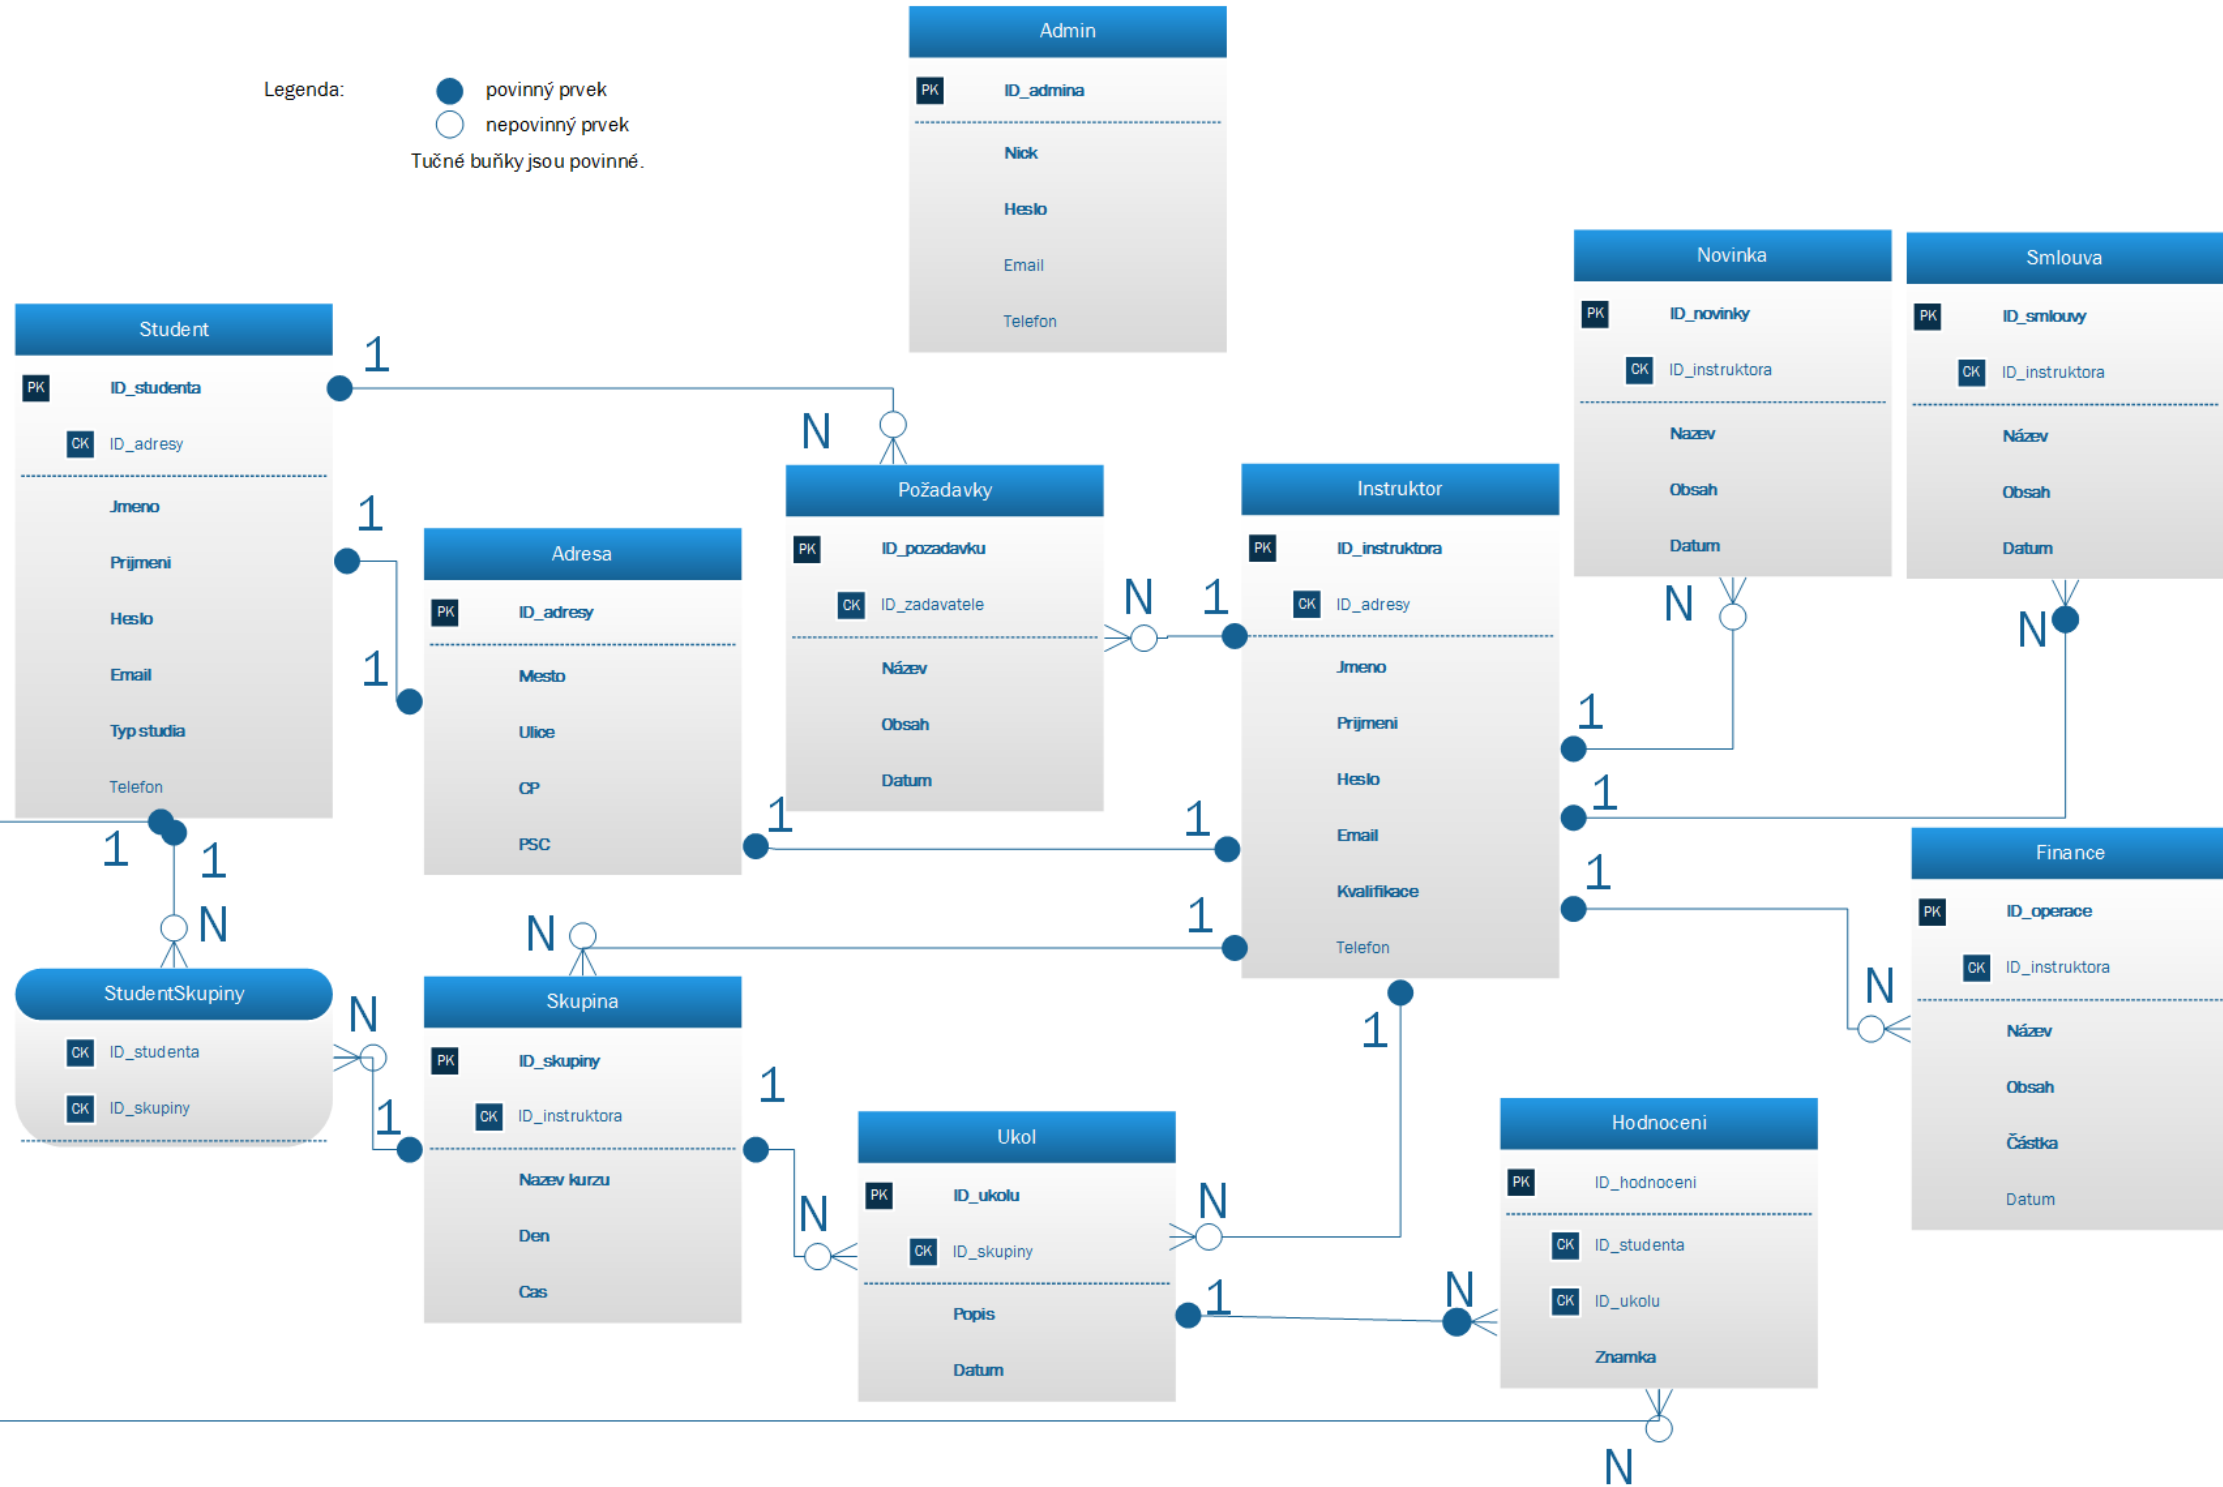 Legenda:
povinný prvek
nepovinný prvek
Tučné buňky jsou povinné.
Admin
PK ID_admina
Nick
Heslo
Email
Telefon
Student
PK ID_studenta
CK ID_adresy
Jmeno
Prijmeni
Heslo
Email
Typ studia
Telefon
1
N
1
1
Adresa
PK ID_adresy
Mesto
Ulice
CP
PSC
Požadavky
PK ID_pozadavku
CK ID_zadavatele
Název
Obsah
Datum
N
1
Instruktor
PK ID_instruktora
CK ID_adresy
Jmeno
Prijmeni
Heslo
Email
Kvalifikace
Telefon
Novinka
PK ID_novinky
CK ID_instruktora
Nazev
Obsah
Datum
Smlouva
PK ID_smlouvy
CK ID_instruktora
Název
Obsah
Datum
N
N
1
1
1
1
1
1
N
1
1
N
Finance
PK ID_operace
CK ID_instruktora
Název
Obsah
Částka
Datum
N
StudentSkupiny
CK ID_studenta
CK ID_skupiny
N
1
Skupina
PK ID_skupiny
CK ID_instruktora
Nazev kurzu
Den
Cas
1
N
Ukol
PK ID_ukolu
CK ID_skupiny
Popis
Datum
1
N
1
N
Hodnoceni
PK ID_hodnoceni
CK ID_studenta
CK ID_ukolu
Znamka
N